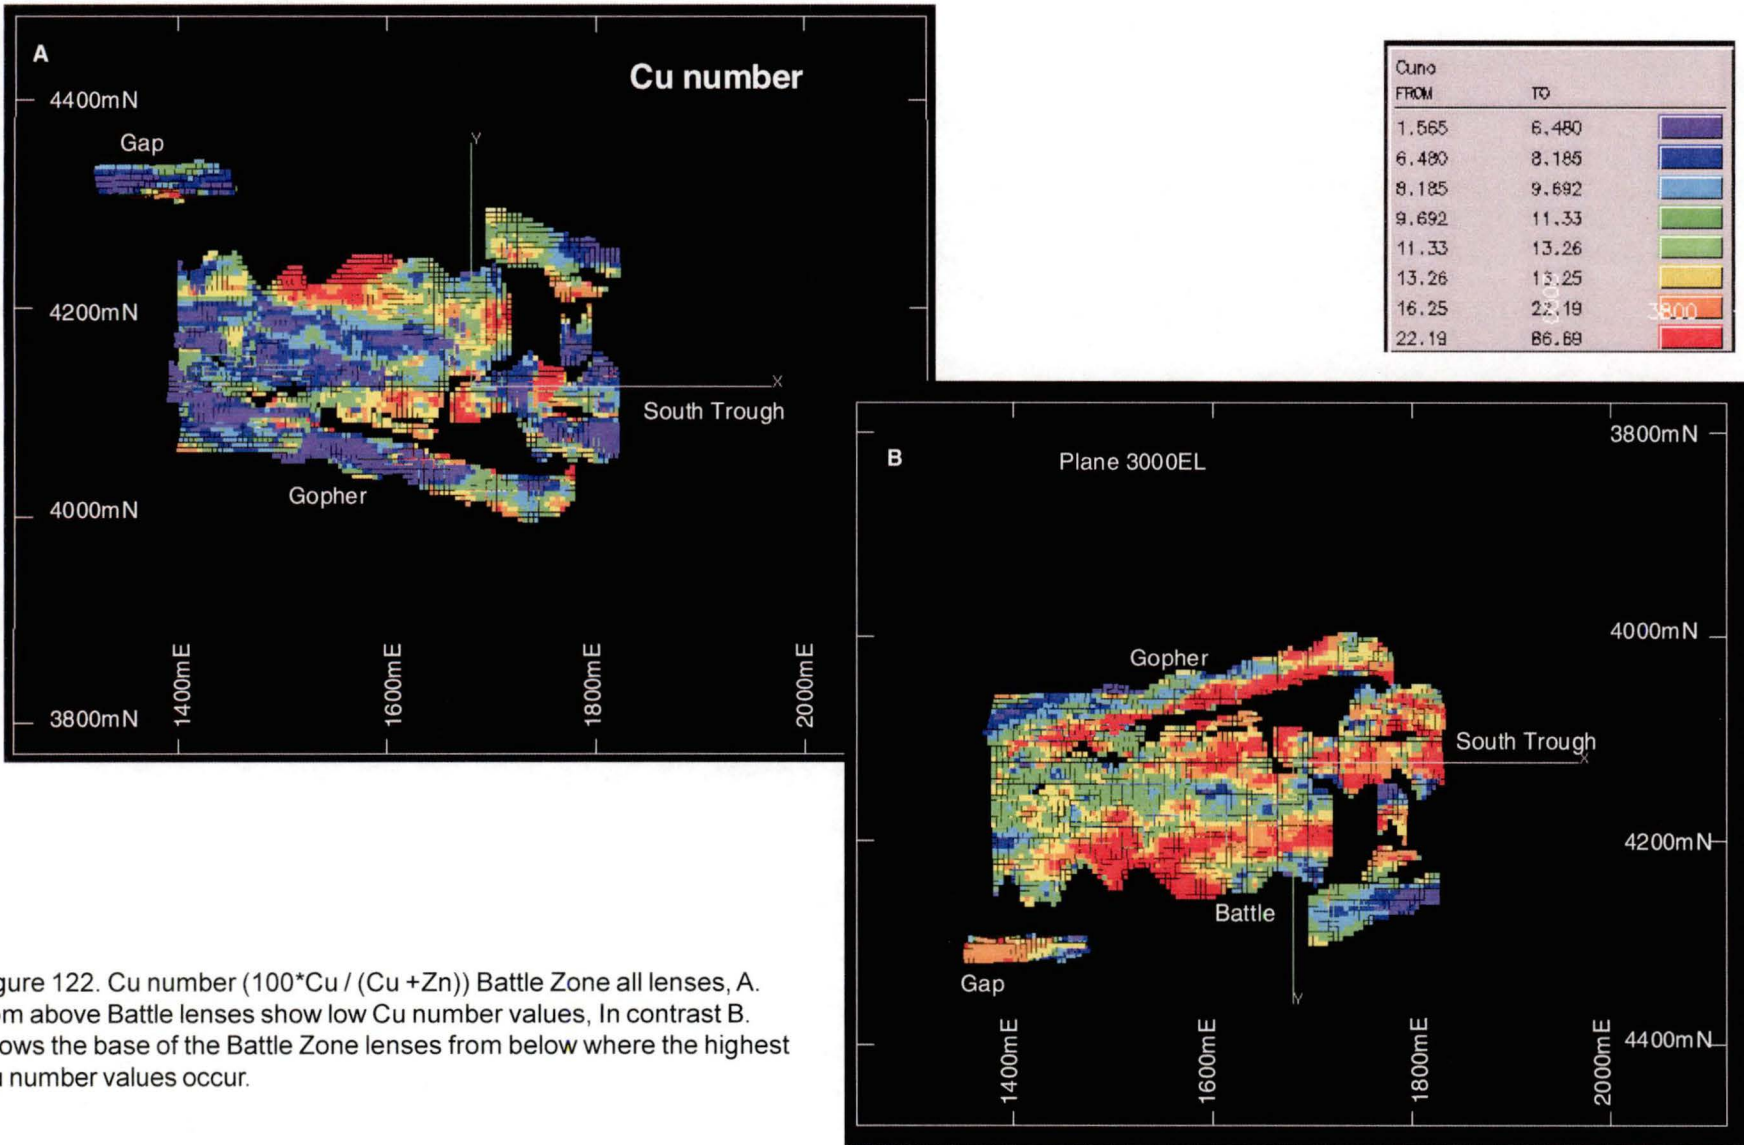 A
Cu number
4400mN
Gap
Y
4200mN
X
South Trough
Gopher
4000mN
3800mN
1400mE
1600mE
1800mE
2000mE
Cuno
FROM TO
1.565 6.480
6.480 8.185
8.185 9.692
9.692 11.33
11.33 13.26
13.26
16.25 22.19 3800
22.19 86.69
B
Plane 3000EL
3800mN
4000mN
Gopher
South Trough
X
4200mN
Battle
Gap
Y
4400mN
1400mE
1600mE
1800mE
2000mE
gure 122. Cu number (100*Cu / (Cu +Zn)) Battle Zone all lenses, A.
m above Battle lenses show low Cu number values, In contrast B.
ows the base of the Battle Zone lenses from below where the highest
number values occur.